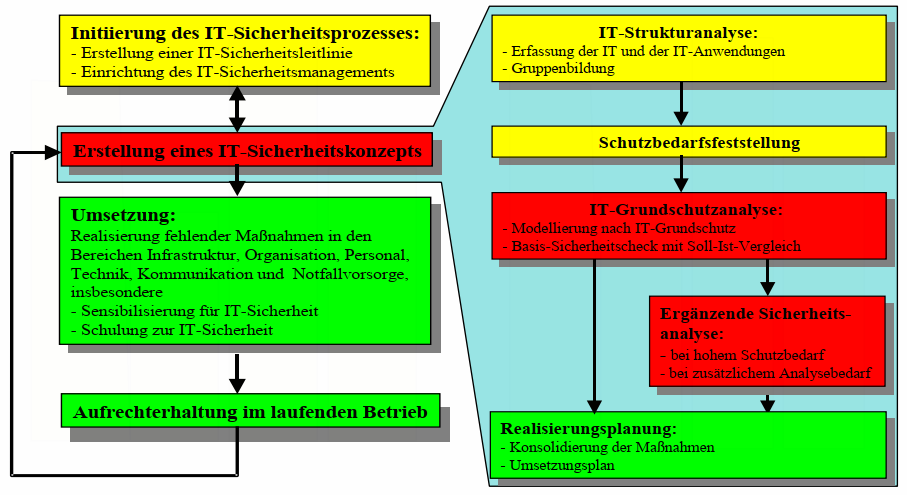 Initiierung des IT-Sicherheitsprozesses:
- Erstellung einer IT-Sicherheitsleitlinie
- Einrichtung des IT-Sicherheitsmanagements
Erstellung eines IT-Sicherheitskonzepts
Umsetzung:
Realisierung fehlender Maßnahmen in den
Bereichen Infrastruktur, Organisation, Personal,
Technik, Kommunikation und Notfallvorsorge,
insbesondere
- Sensibilisierung für IT-Sicherheit
- Schulung zur IT-Sicherheit
Aufrechterhaltung im laufenden Betrieb
IT-Strukturanalyse:
- Erfassung der IT und der IT-Anwendungen
- Gruppenbildung
Schutzbedarfsfeststellung
IT-Grundschutzanalyse:
- Modellierung nach IT-Grundschutz
- Basis-Sicherheitscheck mit Soll-Ist-Vergleich
Ergänzende Sicherheits-
analyse:
- bei hohem Schutzbedarf
- bei zusätzlichem Analysebedarf
Realisierungsplanung:
- Konsolidierung der Maßnahmen
- Umsetzungsplan